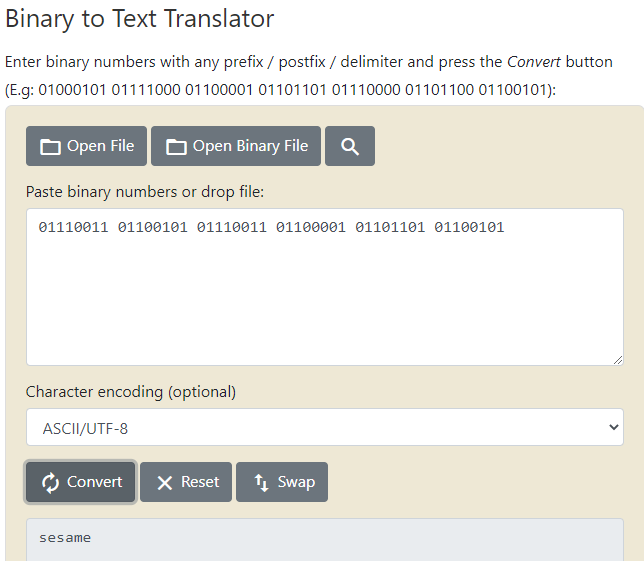 Binary to Text Translator
Enter binary numbers with any prefix / postfix / delimiter and press the Convert button
(E.g: 01000101 01111000 01100001 01101101 01110000 01101100 01100101):
Open File Open Binary File
Paste binary numbers or drop file:
01110011 01100101 01110011 01100001 01101101 01100101
Character encoding (optional)
ASCII/UTF-8
Convert Reset Swap
sesame